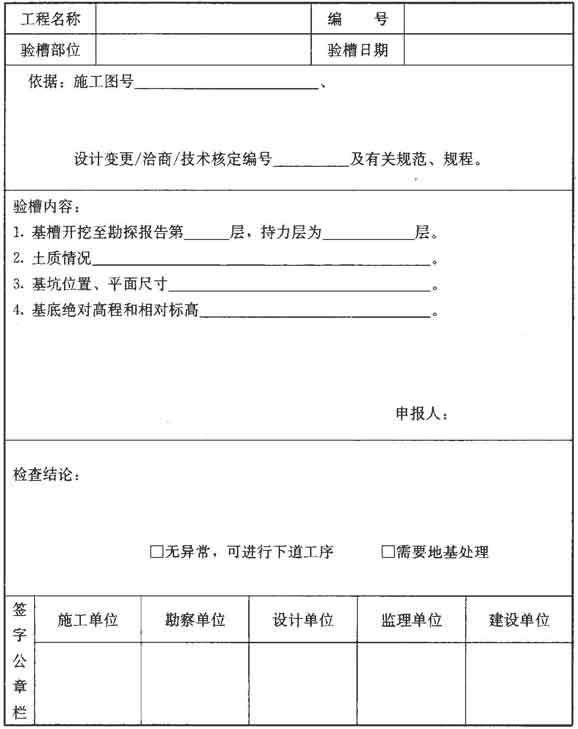 工程名称 编 号
验槽部位 验槽日期
依据：施工图号____________________、
设计变更/洽商/技术核定编号________及有关规范、规程。
验槽内容：
1. 基槽开挖至勘探报告第_____层，持力层为__________层。
2. 土质情况____________________________________。
3. 基坑位置、平面尺寸____________________________。
4. 基底绝对高程和相对标高________________________。
申报人：
检查结论：
□无异常，可进行下道工序 □需要地基处理
签字公章栏 施工单位 勘察单位 设计单位 监理单位 建设单位